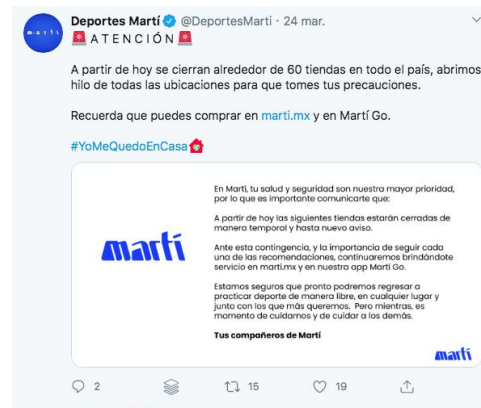 martí
Deportes Martí @DeportesMarti · 24 mar.
🚨 A T E N C I Ó N 🚨
A partir de hoy se cierran alrededor de 60 tiendas en todo el país, abrimos
hilo de todas las ubicaciones para que tomes tus precauciones.
Recuerda que puedes comprar en marti.mx y en Martí Go.
#YoMeQuedoEnCasa
martí
En Martí, tu salud y seguridad son nuestra mayor prioridad,
por lo que es importante comunicarte que:
A partir de hoy las siguientes tiendas estarán cerradas de
manera temporal y hasta nuevo aviso.
Ante esta contingencia, y la importancia de seguir cada
una de las recomendaciones, continuaremos brindándote
servicio en marti.mx y en nuestra app Martí Go.
Estamos seguros que pronto podremos regresar a
practicar deporte de manera libre, en cualquier lugar y
junto con los que más queremos. Pero mientras, es
momento de cuidarnos y de cuidar a los demás.
Tus compañeros de Martí
martí
2 15 19